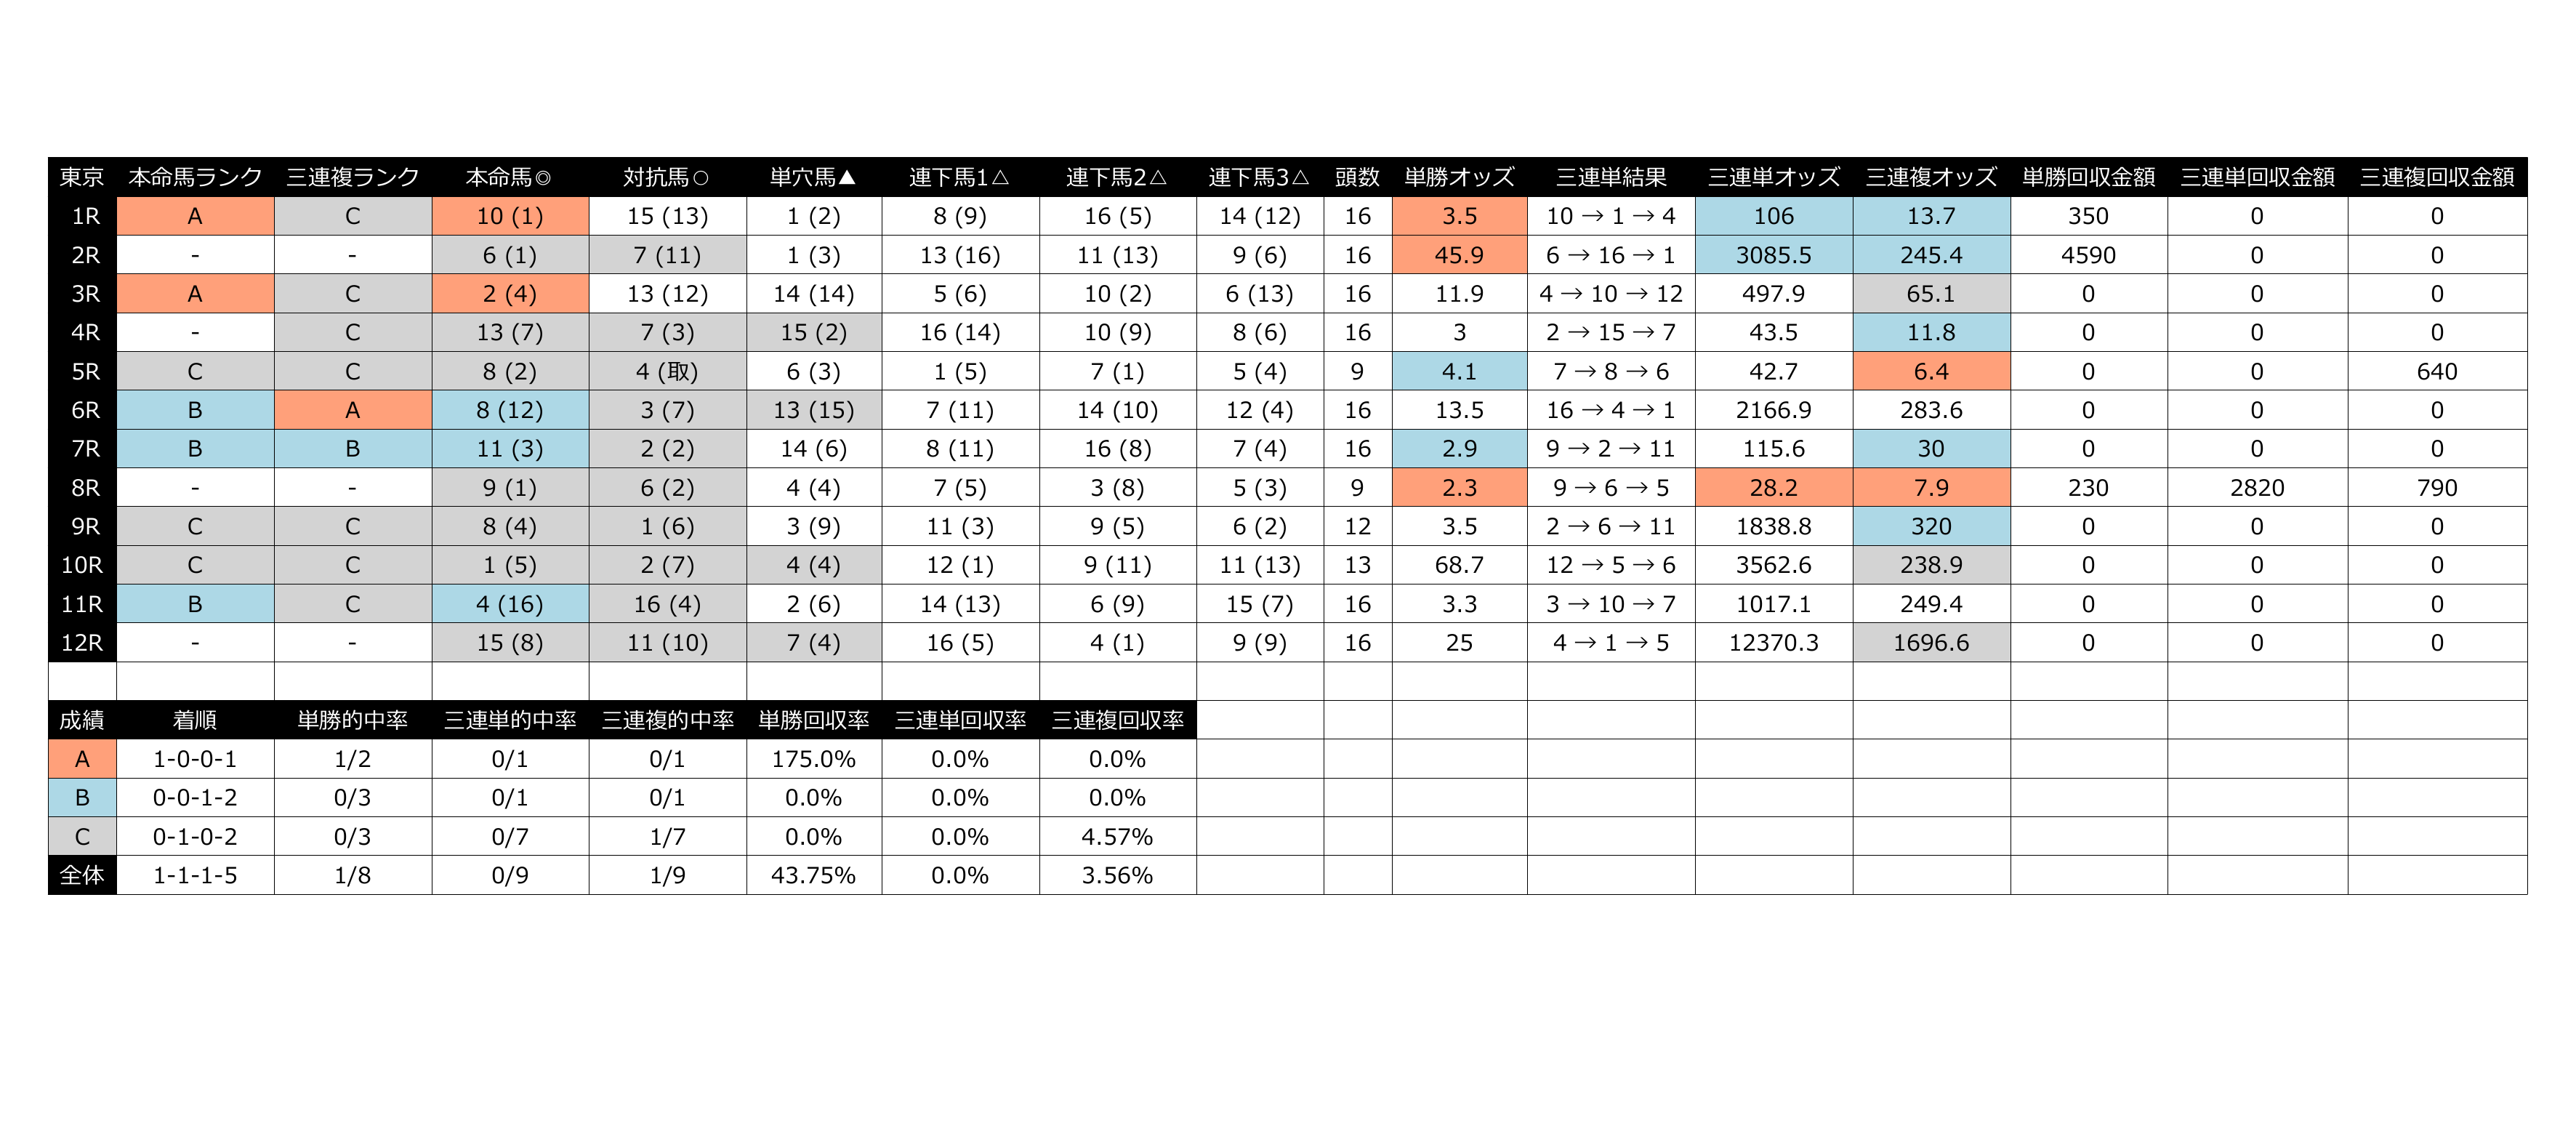 東京 本命馬ランク 三連複ランク 本命馬◎ 対抗馬○ 単穴馬▲ 連下馬1△ 連下馬2△ 連下馬3△ 頭数 単勝オッズ 三連単結果 三連単オッズ 三連複オッズ 単勝回収金額 三連単回収金額 三連複回収金額
1R A C 10 (1) 15 (13) 1 (2) 8 (9) 16 (5) 14 (12) 16 3.5 10 → 1 → 4 106 13.7 350 0 0
2R - - 6 (1) 7 (11) 1 (3) 13 (16) 11 (13) 9 (6) 16 45.9 6 → 16 → 1 3085.5 245.4 4590 0 0
3R A C 2 (4) 13 (12) 14 (14) 5 (6) 10 (2) 6 (13) 16 11.9 4 → 10 → 12 497.9 65.1 0 0 0
4R - C 13 (7) 7 (3) 15 (2) 16 (14) 10 (9) 8 (6) 16 3 2 → 15 → 7 43.5 11.8 0 0 0
5R C C 8 (2) 4 (取) 6 (3) 1 (5) 7 (1) 5 (4) 9 4.1 7 → 8 → 6 42.7 6.4 0 0 640
6R B A 8 (12) 3 (7) 13 (15) 7 (11) 14 (10) 12 (4) 16 13.5 16 → 4 → 1 2166.9 283.6 0 0 0
7R B B 11 (3) 2 (2) 14 (6) 8 (11) 16 (8) 7 (4) 16 2.9 9 → 2 → 11 115.6 30 0 0 0
8R - - 9 (1) 6 (2) 4 (4) 7 (5) 3 (8) 5 (3) 9 2.3 9 → 6 → 5 28.2 7.9 230 2820 790
9R C C 8 (4) 1 (6) 3 (9) 11 (3) 9 (5) 6 (2) 12 3.5 2 → 6 → 11 1838.8 320 0 0 0
10R C C 1 (5) 2 (7) 4 (4) 12 (1) 9 (11) 11 (13) 13 68.7 12 → 5 → 6 3562.6 238.9 0 0 0
11R B C 4 (16) 16 (4) 2 (6) 14 (13) 6 (9) 15 (7) 16 3.3 3 → 10 → 7 1017.1 249.4 0 0 0
12R - - 15 (8) 11 (10) 7 (4) 16 (5) 4 (1) 9 (9) 16 25 4 → 1 → 5 12370.3 1696.6 0 0 0
成績 着順 単勝的中率 三連単的中率 三連複的中率 単勝回収率 三連単回収率 三連複回収率
A 1-0-0-1 1/2 0/1 0/1 175.0% 0.0% 0.0%
B 0-0-1-2 0/3 0/1 0/1 0.0% 0.0% 0.0%
C 0-1-0-2 0/3 0/7 1/7 0.0% 0.0% 4.57%
全体 1-1-1-5 1/8 0/9 1/9 43.75% 0.0% 3.56%